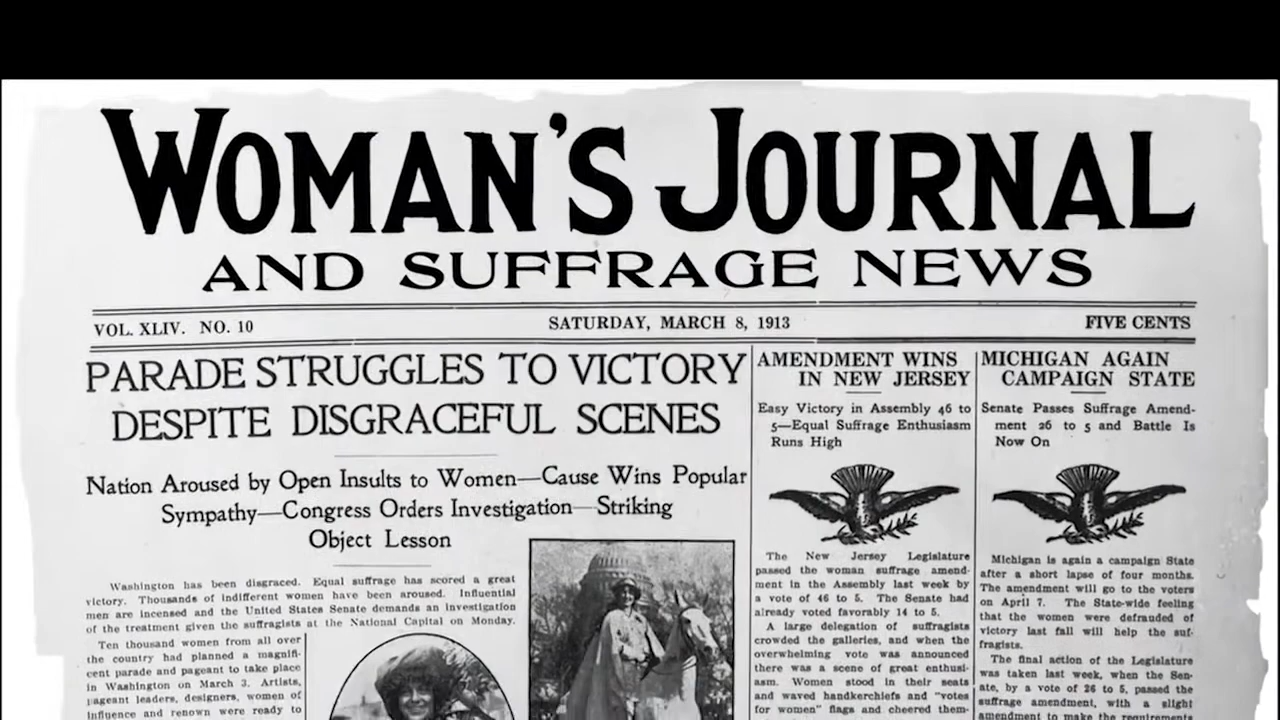 WOMAN'S JOURNAL
AND SUFFRAGE NEWS
VOL. XLIV. NO. 10 SATURDAY, MARCH 8, 1913 FIVE CENTS
PARADE STRUGGLES TO VICTORY
DESPITE DISGRACEFUL SCENES
Nation Aroused by Open Insults to Women—Cause Wins Popular
Sympathy—Congress Orders Investigation—Striking
Object Lesson
Washington has been disgraced. Equal suffrage has scored a great
victory. Thousands of indifferent women have been aroused. Influential
men are incensed and the United States Senate demands an investigation
of the treatment given the suffragists at the National Capital on Monday.
Ten thousand women from all over
the country had planned a magnifi-
cent parade and pageant to take place
in Washington on March 3. Artists,
pageant leaders, designers, women of
influence and renown were ready to
AMENDMENT WINS
IN NEW JERSEY
Easy Victory in Assembly 46 to
5—Equal Suffrage Enthusiasm
Runs High
The New Jersey Legislature
passed the woman suffrage amend-
ment in the Assembly last week by
a vote of 46 to 5. The Senate had
already voted favorably 14 to 5.
A large delegation of suffragists
crowded the galleries, and when the
overwhelming vote was announced
there was a scene of great enthusi-
asm. Women stood in their seats
and waved handkerchiefs and "votes
for women" flags and cheered them-
MICHIGAN AGAIN
CAMPAIGN STATE
Senate Passes Suffrage Amend-
ment 26 to 5 and Battle Is
Now On
Michigan is again a campaign State
after a short lapse of four months.
The amendment will go to the voters
on April 7. The State-wide feeling
that the women were defrauded of
victory last fall will help the suf-
fragists.
The final action of the Legislature
was taken last week, when the Sen-
ate, by a vote of 26 to 5, passed the
suffrage amendment, with a slight
amendment to make the requirements